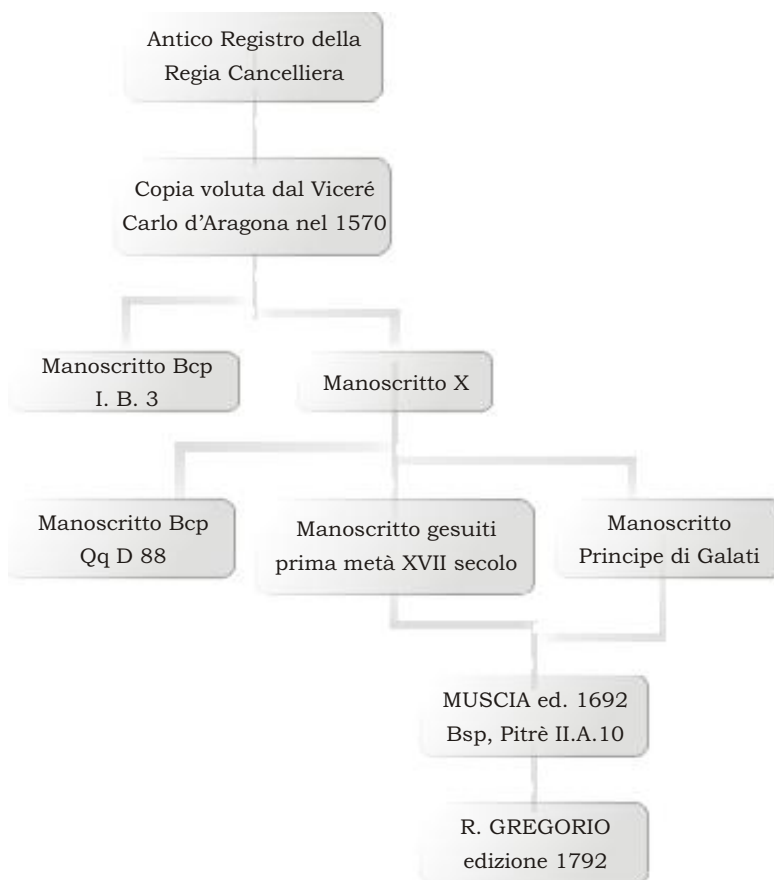 Antico Registro della
Regia Cancelliera
Copia voluta dal Viceré
Carlo d'Aragona nel 1570
Manoscritto Bcp
I. B. 3
Manoscritto X
Manoscritto Bcp
Qq D 88
Manoscritto gesuiti
prima metà XVII secolo
Manoscritto
Principe di Galati
MUSCIA ed. 1692
Bsp, Pitrè II.A.10
R. GREGORIO
edizione 1792